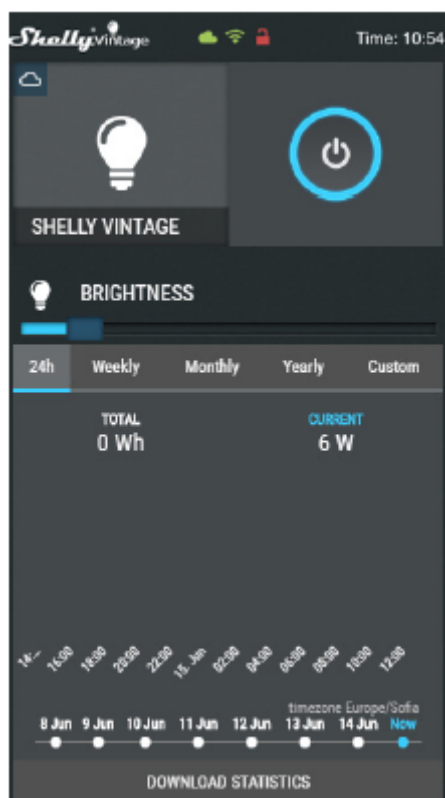 Shelly Vintage Time: 10:54
SHELLY VINTAGE
BRIGHTNESS
24h Weekly Monthly Yearly Custom
TOTAL CURRENT
0 Wh 6 W
14:... 16:00 18:00 20:00 22:00 15. Jun 02:00 04:00 06:00 08:00 10:00 12:00
timezone Europe/Sofia
8 Jun 9 Jun 10 Jun 11 Jun 12 Jun 13 Jun 14 Jun Now
DOWNLOAD STATISTICS